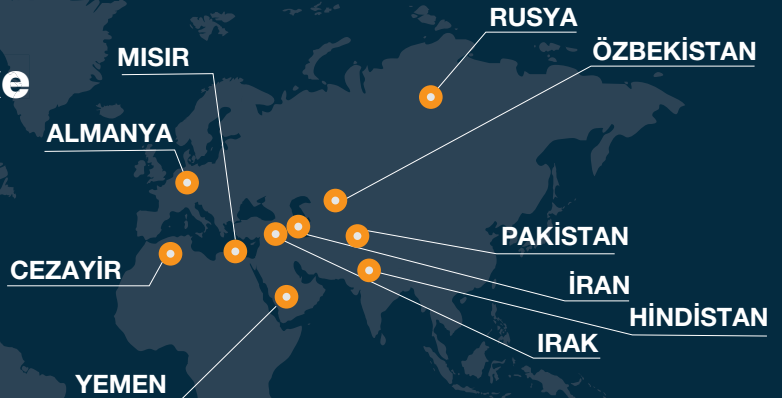 RUSYA
ÖZBEKİSTAN
MISIR
e
ALMANYA
PAKİSTAN
CEZAYİR
İRAN
HİNDİSTAN
IRAK
YEMEN